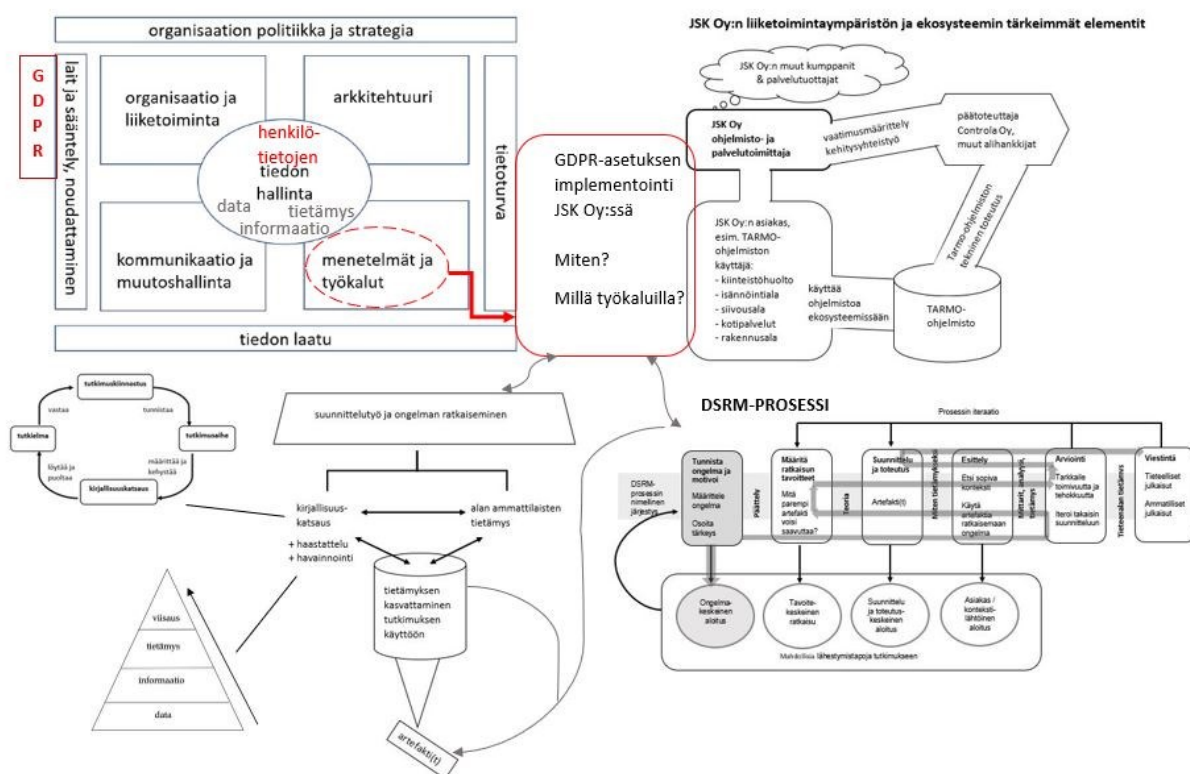 organisaation politiikka ja strategia
GDPR
lait ja sääntely, noudattaminen
organisaatio ja
liiketoiminta
arkkitehtuuri
henkilö-
tietojen
tiedon
hallinta
data
tietämys
informaatio
kommunikaatio ja
muutoshallinta
menetelmät ja
työkalut
tietoturva
tiedon laatu
GDPR-asetuksen
implementointi
JSK Oy:ssä
Miten?
Millä työkaluilla?
JSK Oy:n liiketoimintaympäristön ja ekosysteemin tärkeimmät elementit
JSK Oy:n muut kumppanit
& palvelutuottajat
JSK Oy
ohjelmisto- ja
palvelutoimittaja
vaatimusmäärittely
kehitysyhteistyö
päätoteuttaja
Controla Oy,
muut alihankkijat
Tarmo-ohjelmiston
tekninen toteutus
JSK Oy:n asiakas,
esim. TARMO-
ohjelmiston
käyttäjä:
- kiinteistöhuolto
- isännöintiala
- siivousala
- kotipalvelut
- rakennusala
käyttää
ohjelmistoa
ekosysteemissään
TARMO-
ohjelmisto
tutkimuskiinnostus
vastaa
tunnistaa
tutkielma
tutkimusaihe
löytää ja
puoltaa
määrittää ja
kehystää
kirjallisuuskatsaus
suunnittelutyö ja ongelman ratkaiseminen
kirjallisuus-
katsaus
+ haastattelu
+ havainnointi
alan ammattilaisten
tietämys
tietämyksen
kasvattaminen
tutkimuksen
käyttöön
artefakti(t)
viisaus
tietämys
informaatio
data
DSRM-PROSESSI
Prosessin iteraatio
DSRM-
prosessin
nimellinen
järjestys
Tunnista
ongelma ja
motivoi
Määrittele
ongelma
Osoita
tärkeys
Päättely
Määritä
ratkaisun
tavoitteet
Mitä
parempi
artefakti
voisi
saavuttaa?
Teoria
Suunnittelu
ja toteutus
Artefakti(t)
Miten tietämykseksi
Esittely
Etsi sopiva
konteksti
Käytä
artefaktia
ratkaisemaan
ongelma
Mittarit, analyysi,
tietämys
Arviointi
Tarkkaile
toimivuutta ja
tehokkuutta
Iteroi takaisin
suunnitteluun
Tieteenalan tietämys
Viestintä
Tieteelliset
julkaisut
Ammatilliset
julkaisut
Ongelma-
keskeinen
aloitus
Tavoite-
keskeinen
ratkaisu
Suunnittelu
ja toteutus-
keskeinen
aloitus
Asiakas /
konteksti-
lähtöinen
aloitus
Mahdollisia lähestymistapoja tutkimukseen